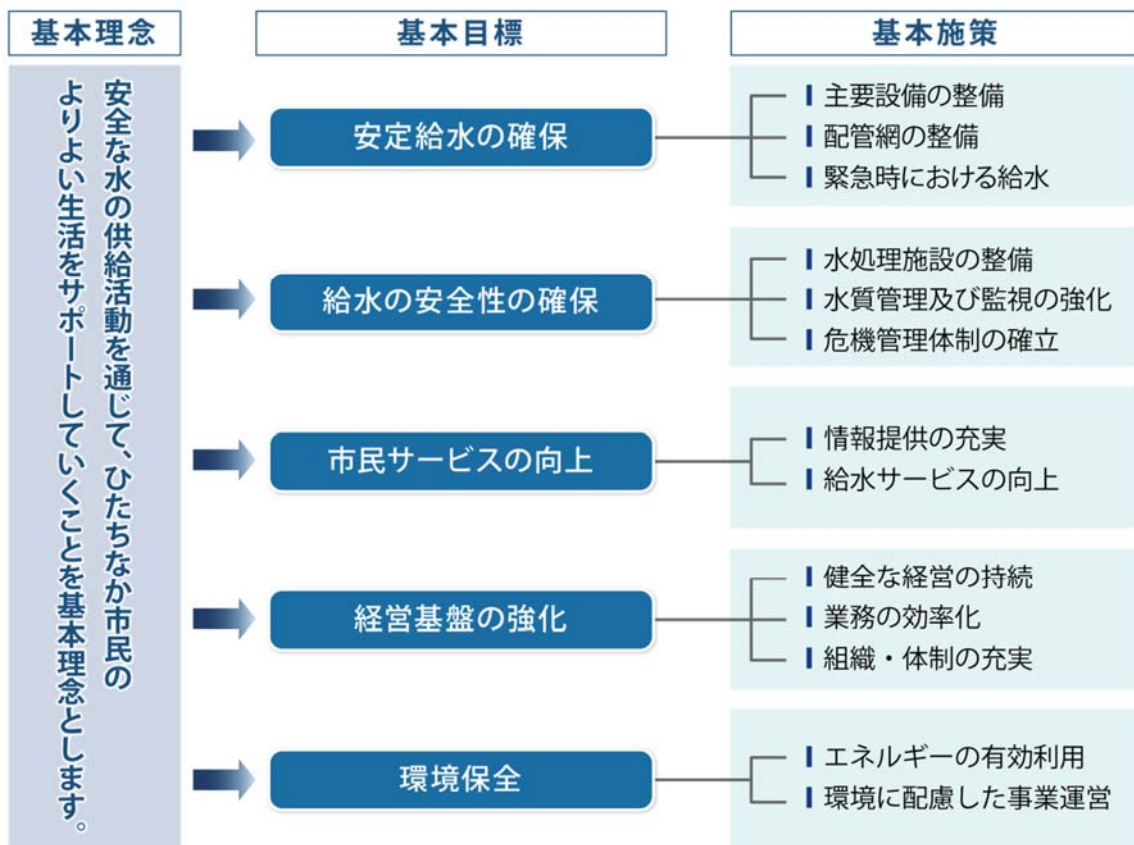 基本理念
安全な水の供給活動を通じて、ひたちなか市民の
よりよい生活をサポートしていくことを基本理念とします。
基本目標
基本施策
安定給水の確保
主要設備の整備
配管網の整備
緊急時における給水
給水の安全性の確保
水処理施設の整備
水質管理及び監視の強化
危機管理体制の確立
市民サービスの向上
情報提供の充実
給水サービスの向上
経営基盤の強化
健全な経営の持続
業務の効率化
組織・体制の充実
環境保全
エネルギーの有効利用
環境に配慮した事業運営